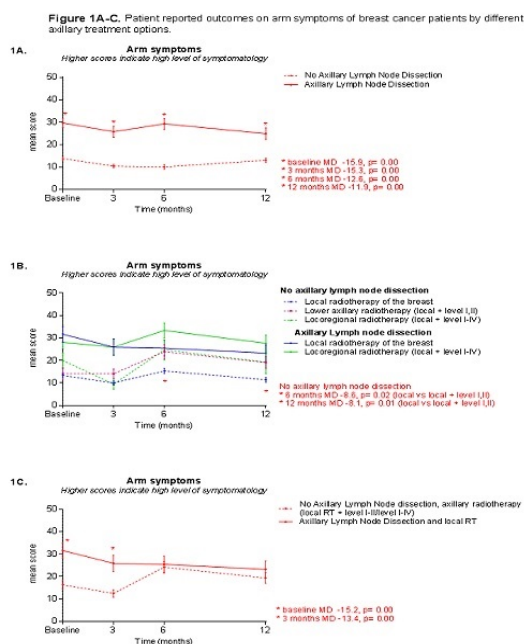 Figure 1A-C. Patient reported outcomes on arm symptoms of breast cancer patients by different
axillary treatment options.
1A.
Arm symptoms
Higher scores indicate high level of symptomatology
No Axillary Lymph Node Dissection
Axillary Lymph Node Dissection
mean score
50
40
30
20
10
0
* * * *
Baseline 3 6 12
Time (months)
* baseline MD -15.9, p= 0.00
* 3 months MD -15.3, p= 0.00
* 6 months MD -12.6, p= 0.00
* 12 months MD -11.9, p= 0.00
1B.
Arm symptoms
Higher scores indicate high level of symptomatology
No axillary lymph node dissection
Local radiotherapy of the breast
Lower axillary radiotherapy (local + level I,II)
Locoregional radiotherapy (local + level I-IV)
Axillary Lymph node dissection
Local radiotherapy of the breast
Locoregional radiotherapy (local + level I-IV)
mean score
50
40
30
20
10
0
* *
Baseline 3 6 12
Time (months)
No axillary lymph node dissection
* 6 months MD -8.6, p= 0.02 (local vs local + level I,II)
* 12 months MD -8.1, p= 0.01 (local vs local + level I,II)
1C.
Arm symptoms
Higher scores indicate high level of symptomatology
No Axillary Lymph Node dissection, axillary radiotherapy
(local RT + level I-II/level I-IV)
Axillary Lymph Node Dissection and local RT
mean score
50
40
30
20
10
0
* *
Baseline 3 6 12
Time (months)
* baseline MD -15.2, p= 0.00
* 3 months MD -13.4, p= 0.00